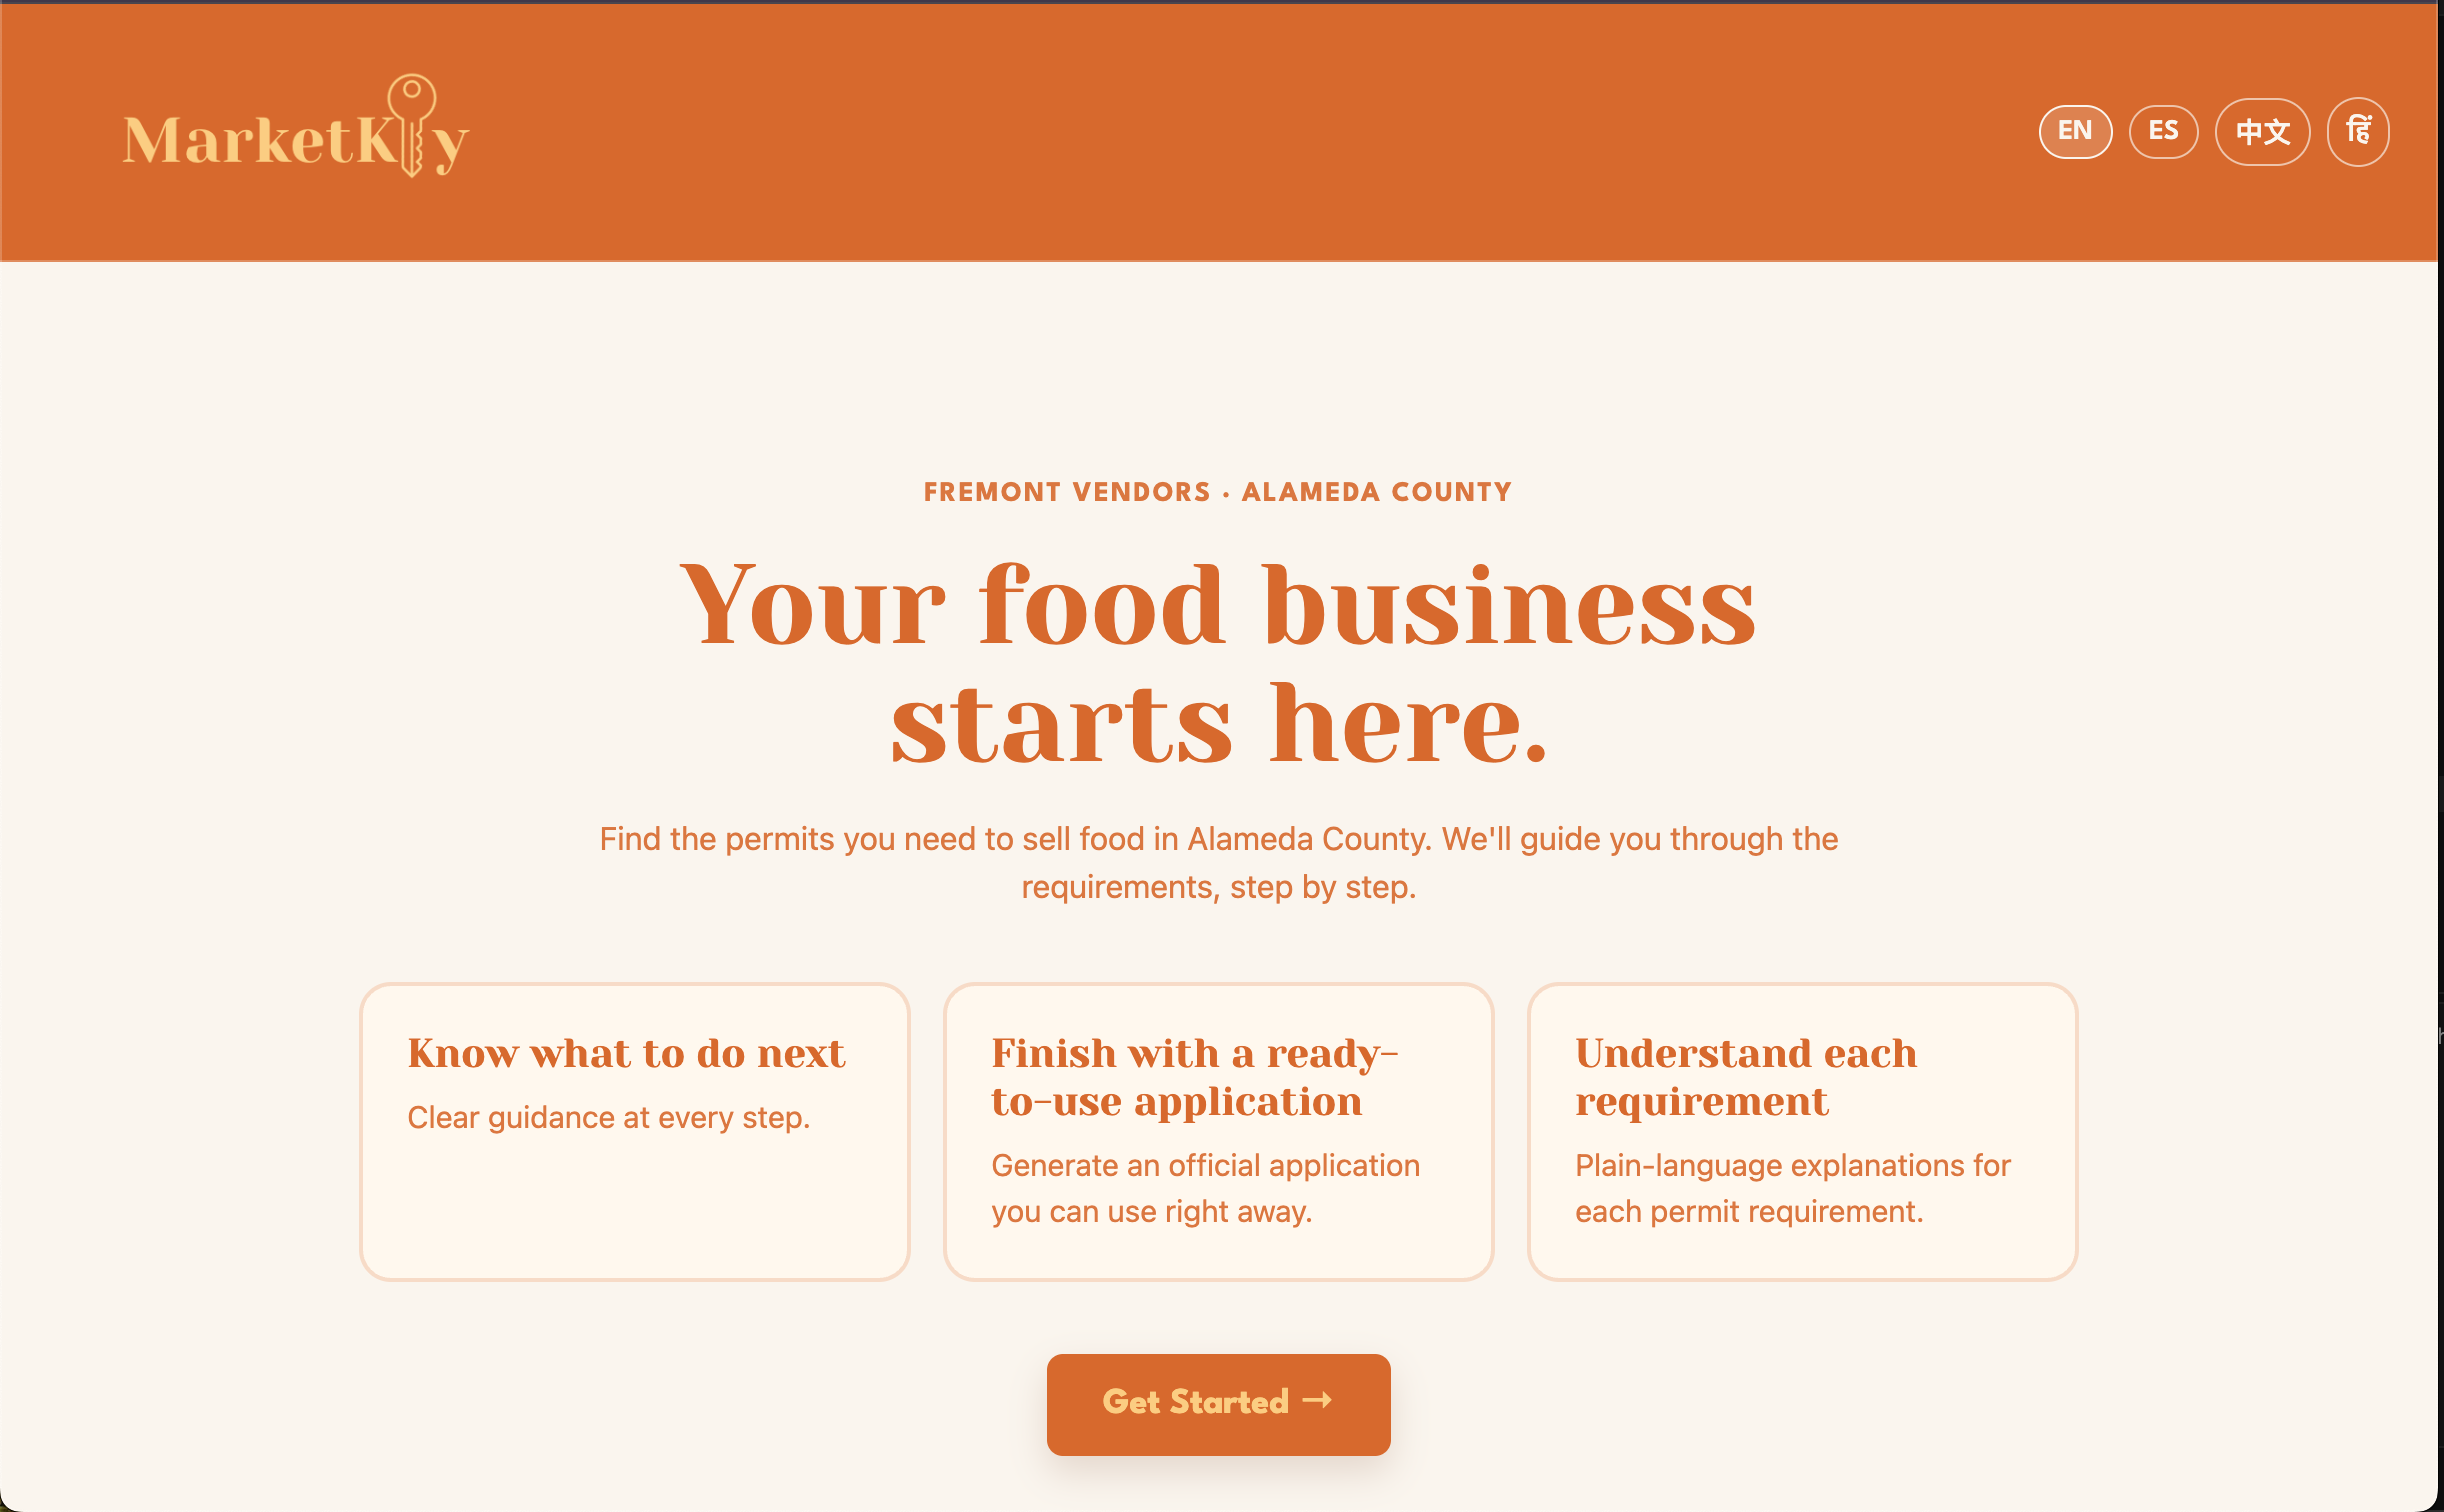 MarketKy
EN
ES
中文
हिं
FREMONT VENDORS · ALAMEDA COUNTY
Your food business
starts here.
Find the permits you need to sell food in Alameda County. We'll guide you through the
requirements, step by step.
Know what to do next
Clear guidance at every step.
Finish with a ready-
to-use application
Generate an official application
you can use right away.
Understand each
requirement
Plain-language explanations for
each permit requirement.
Get Started →